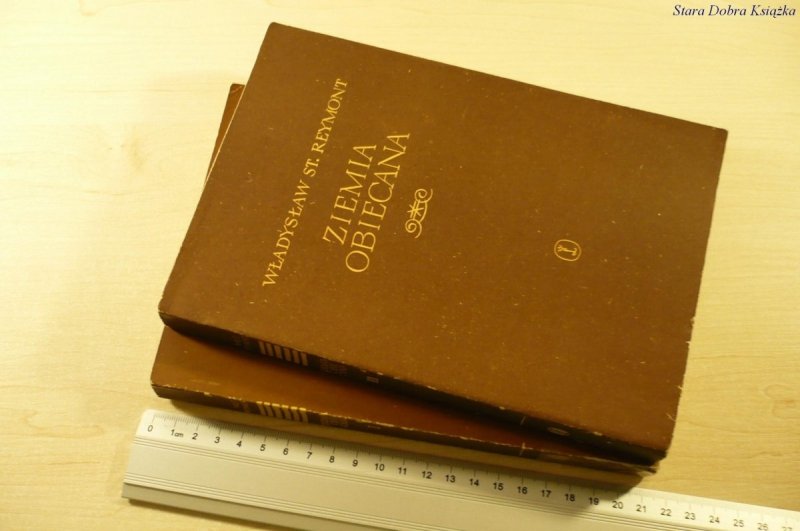 Stara Dobra Książka
WŁADYSŁAW ST. REYMONT
ZIEMIA
OBIECANA
0 1cm 2 3 4 5 6 7 8 9 10 11 12 13 14 15 16 17 18 19 20 21 22 23 24 25 26 27